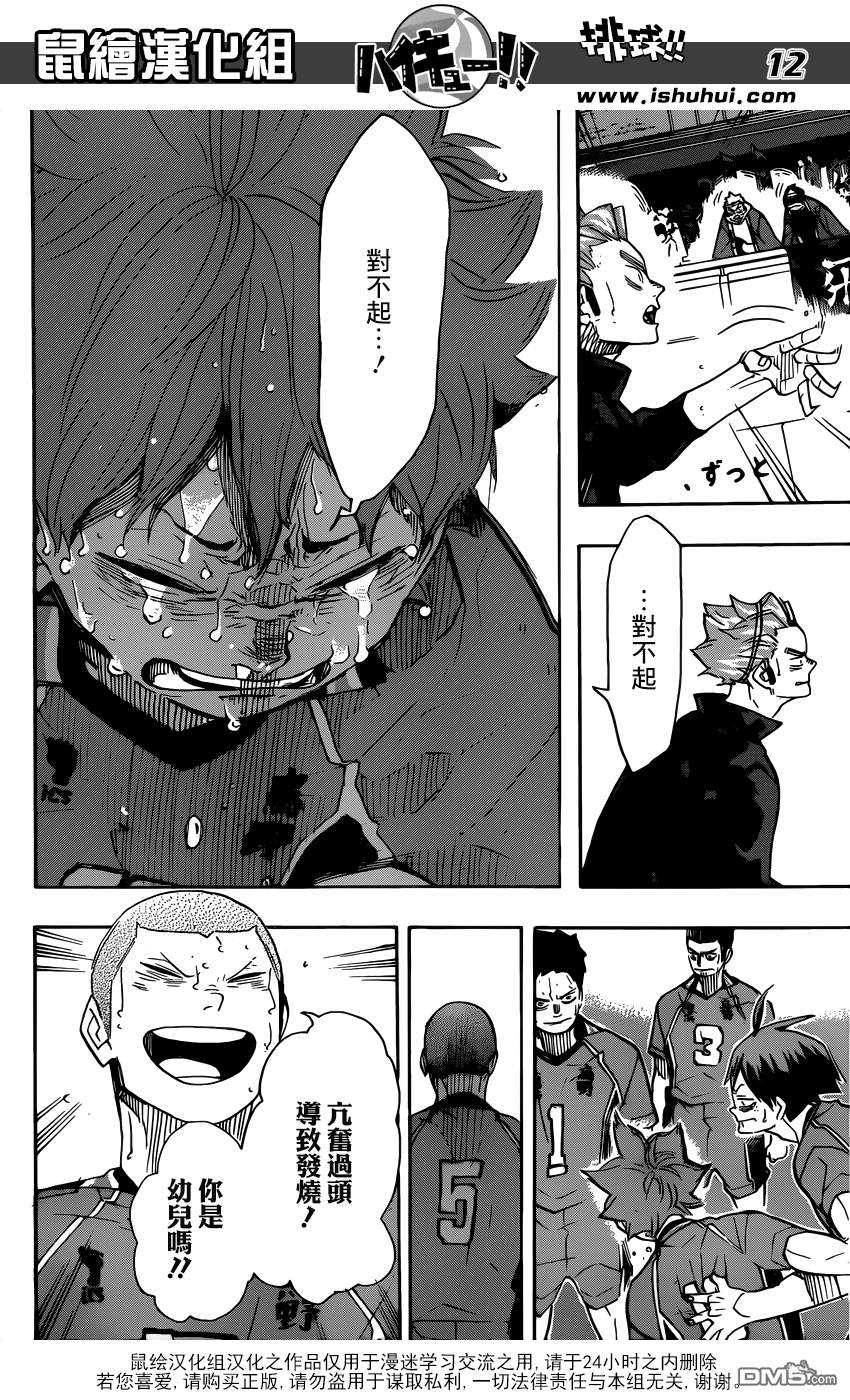 鼠繪漢化組
ハイキュー!!
排球!!
12
www.ishuhui.com
ずっと
…對不起
對不起…!
1
3
5
亢奮過頭
導致發燒!
你是
幼兒嗎!!
ics
野
ics
鼠绘汉化组汉化之作品仅用于漫迷学习交流之用, 请于24小时之内删除
若您喜爱, 请购买正版, 请勿用于谋取私利, 一切法律责任与本组无关, 谢谢.
DM5.com